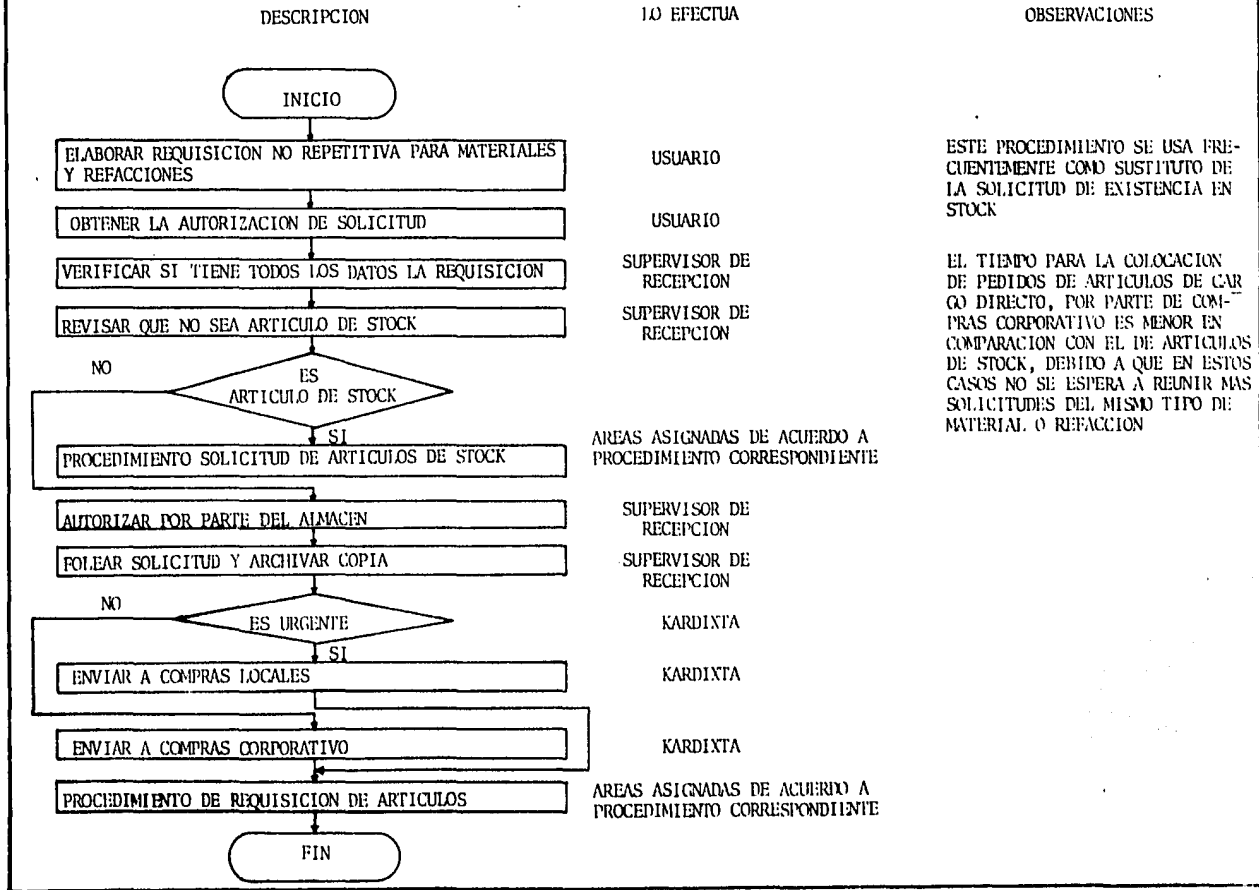 DESCRIPCION
LO EFECTUA
OBSERVACIONES
INICIO
ELABORAR REQUISICION NO REPETITIVA PARA MATERIALES
Y REFACCIONES
USUARIO
ESTE PROCEDIMIENTO SE USA FRE-
CUENTEMENTE COMO SUSTITUTO DE
LA SOLICITUD DE EXISTENCIA EN
STOCK
OBTENER LA AUTORIZACION DE SOLICITUD
USUARIO
VERIFICAR SI TIENE TODOS LOS DATOS LA REQUISICION
SUPERVISOR DE
RECEPCION
EL TIEMPO PARA LA COLOCACION
DE PEDIDOS DE ARTICULOS DE CAR
GO DIRECTO, POR PARTE DE COM-
PRAS CORPORATIVO ES MENOR EN
COMPARACION CON EL DE ARTICULOS
DE STOCK, DEBIDO A QUE EN ESTOS
CASOS NO SE ESPERA A REUNIR MAS
SOLICITUDES DEL MISMO TIPO DE
MATERIAL O REFACCION
REVISAR QUE NO SEA ARTICULO DE STOCK
SUPERVISOR DE
RECEPCION
NO
ES
ARTICULO DE STOCK
SI
PROCEDIMIENTO SOLICITUD DE ARTICULOS DE STOCK
AREAS ASIGNADAS DE ACUERDO A
PROCEDIMIENTO CORRESPONDIENTE
AUTORIZAR POR PARTE DEL ALMACEN
SUPERVISOR DE
RECEPCION
FOLEAR SOLICITUD Y ARCHIVAR COPIA
SUPERVISOR DE
RECEPCION
NO
ES URGENTE
KARDIXTA
SI
ENVIAR A COMPRAS LOCALES
KARDIXTA
ENVIAR A COMPRAS CORPORATIVO
KARDIXTA
PROCEDIMIENTO DE REQUISICION DE ARTICULOS
AREAS ASIGNADAS DE ACUERDO A
PROCEDIMIENTO CORRESPONDIENTE
FIN